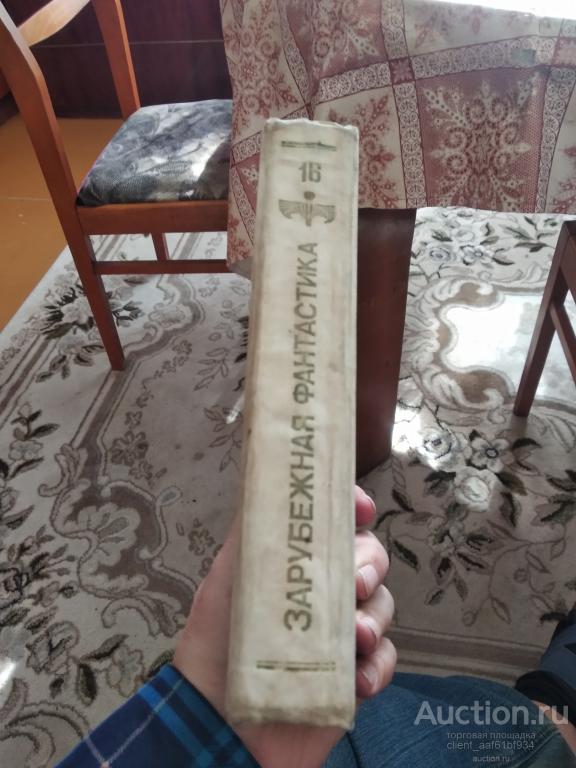 16
ЗАРУБЕЖНАЯ ФАНТАСТИКА
Auction.ru
торговая площадка
client_aaf61bf934
auction.ru